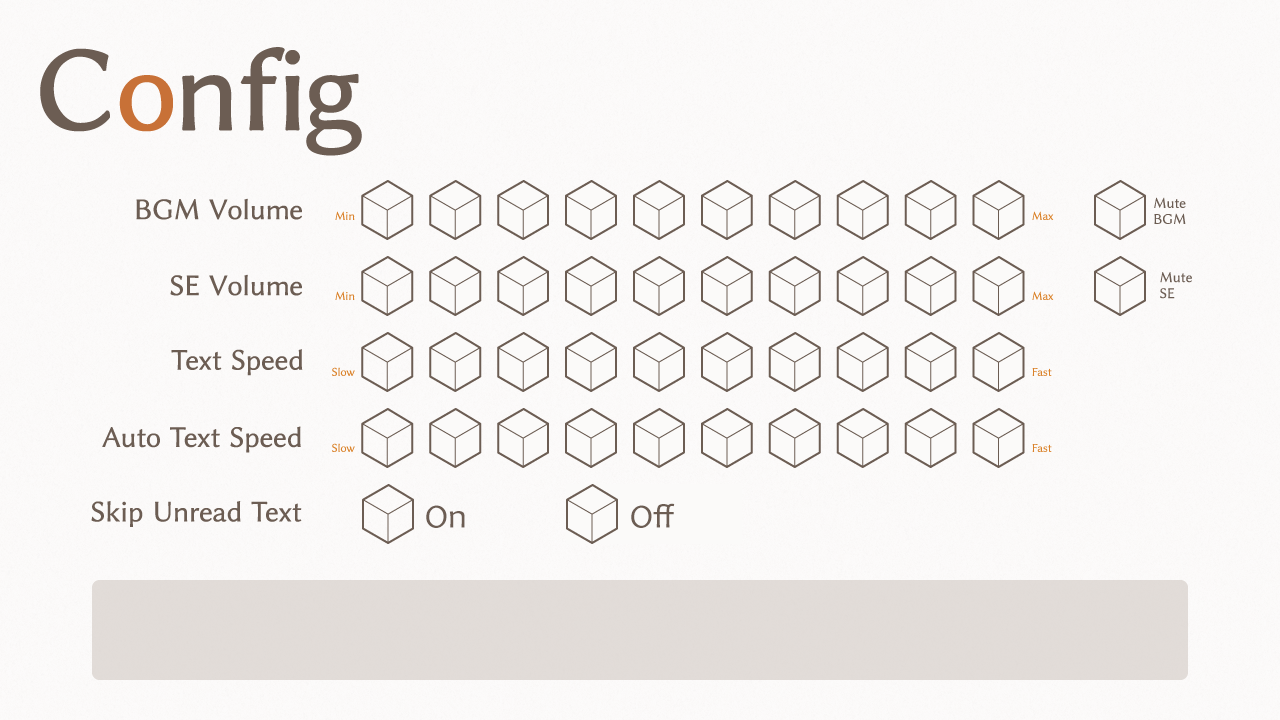 Config
BGM Volume Min Max Mute BGM
SE Volume Min Max Mute SE
Text Speed Slow Fast
Auto Text Speed Slow Fast
Skip Unread Text On Off